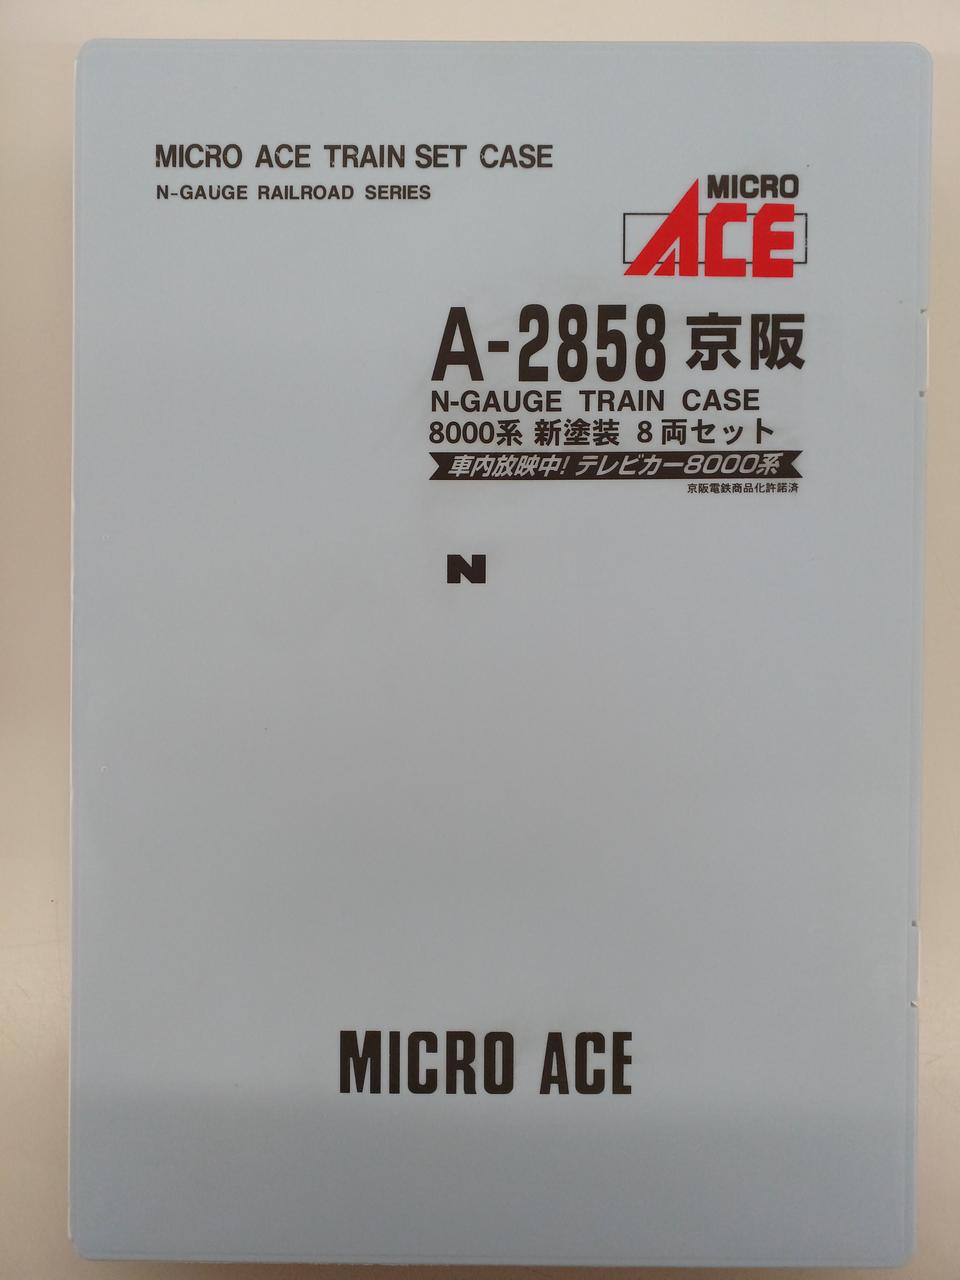 MICRO ACE TRAIN SET CASE
N-GAUGE RAILROAD SERIES
MICRO
ACE
A-2858 京阪
N-GAUGE TRAIN CASE
8000系 新塗装 8両セット
車内放映中! テレビカー8000系
京阪電鉄商品化許諾済
N
MICRO ACE